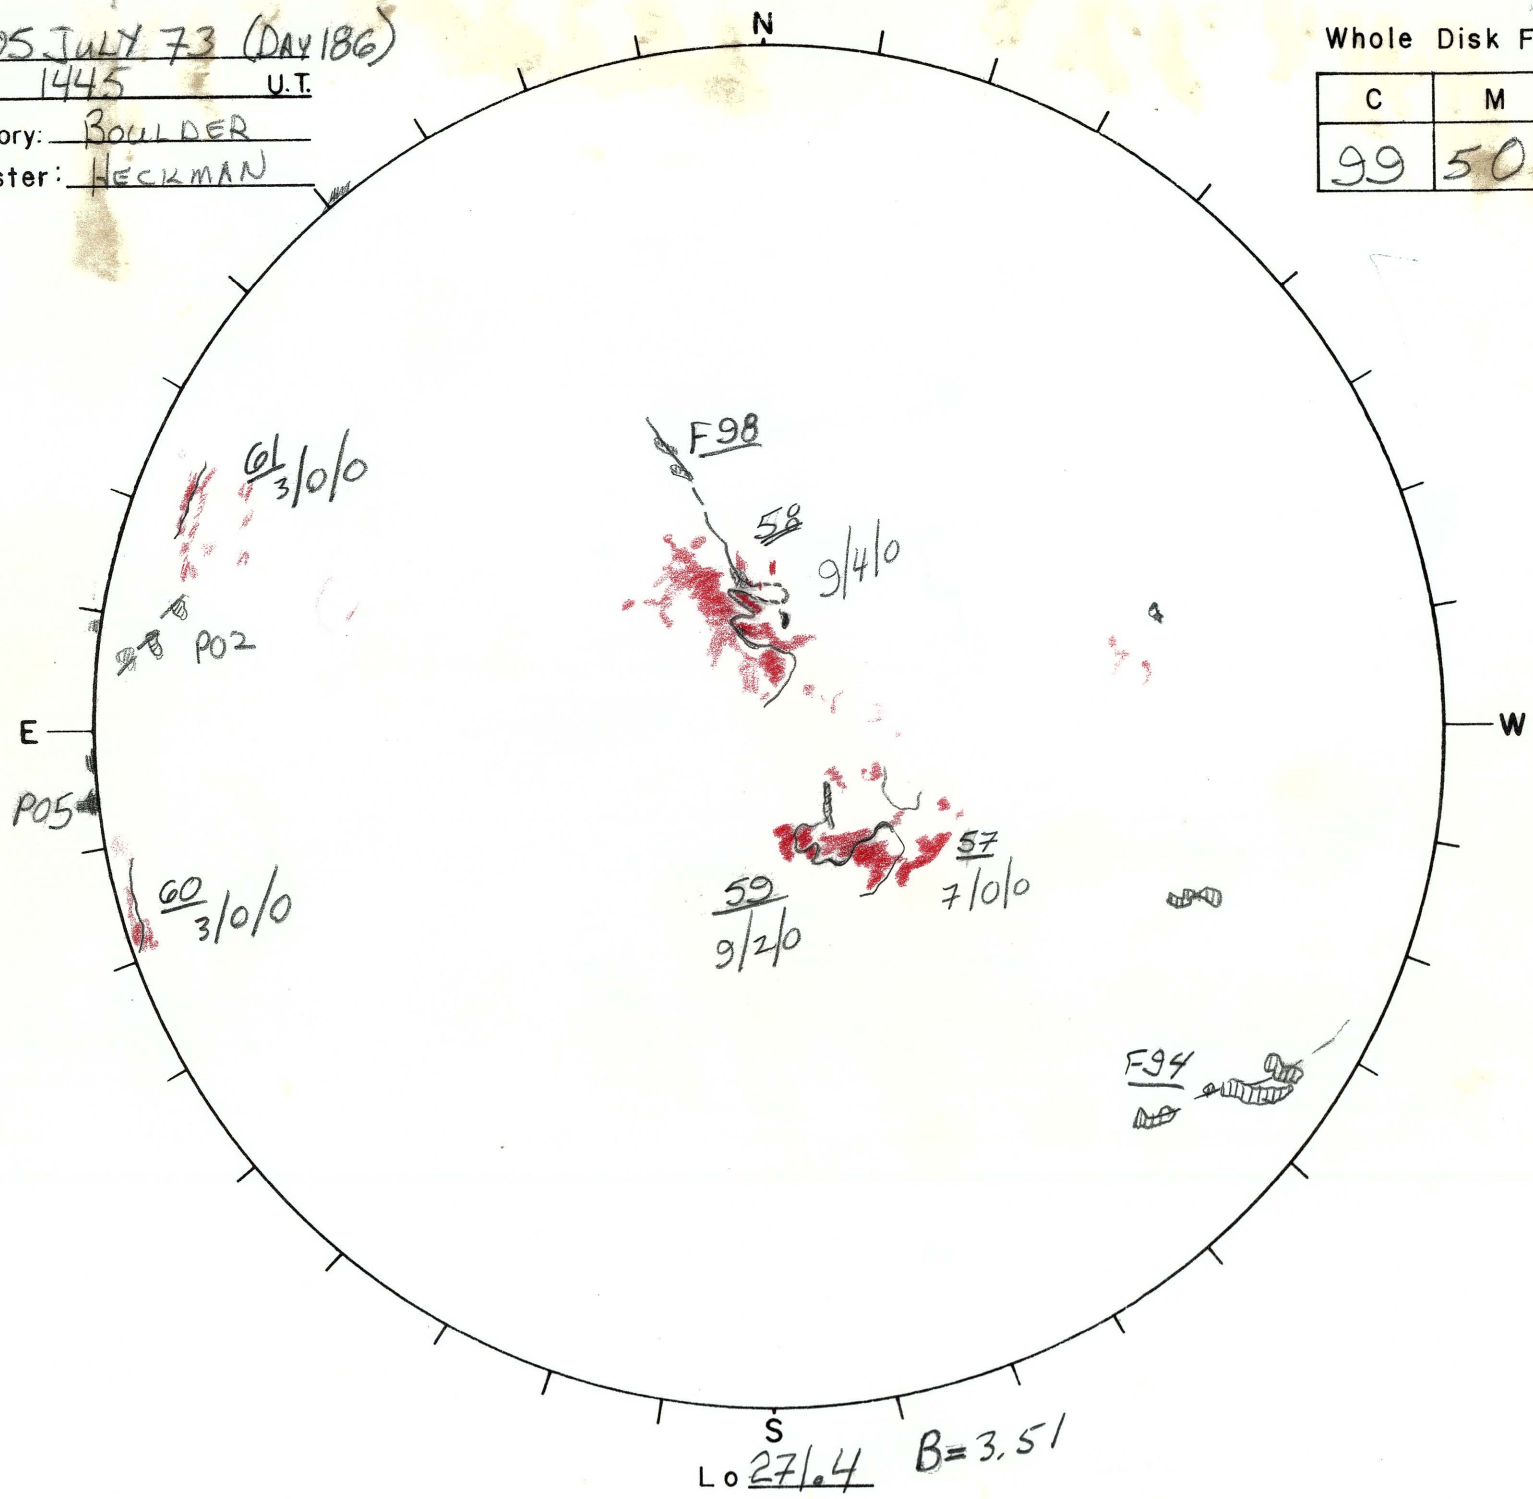 05 JULY 73 (DAY 186)
1445 U.T.
ory: BOULDER
ster: HECKMAN
N
Whole Disk F
C M
99 50
F98
61
3/0/0
58
9/4/0
P02
E
W
P05
57
7/0/0
60
3/0/0
59
9/2/0
F94
S
Lo 271.4 B=3.51